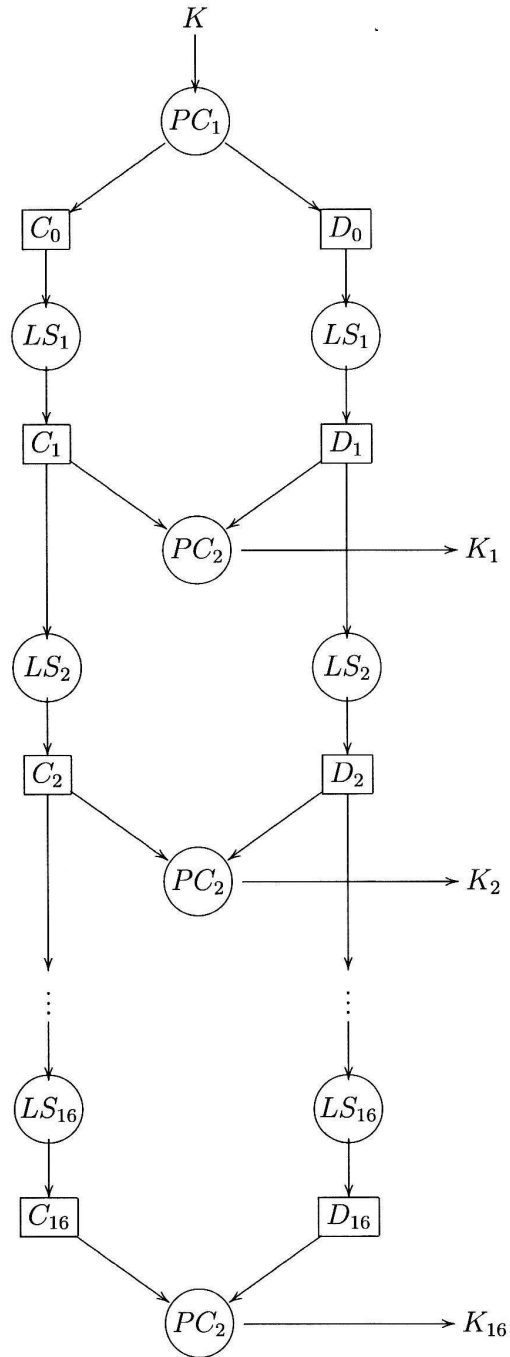 K
PC₁
C₀ D₀
LS₁ LS₁
C₁ D₁
PC₂ K₁
LS₂ LS₂
C₂ D₂
PC₂ K₂
⋮ ⋮
LS₁₆ LS₁₆
C₁₆ D₁₆
PC₂ K₁₆